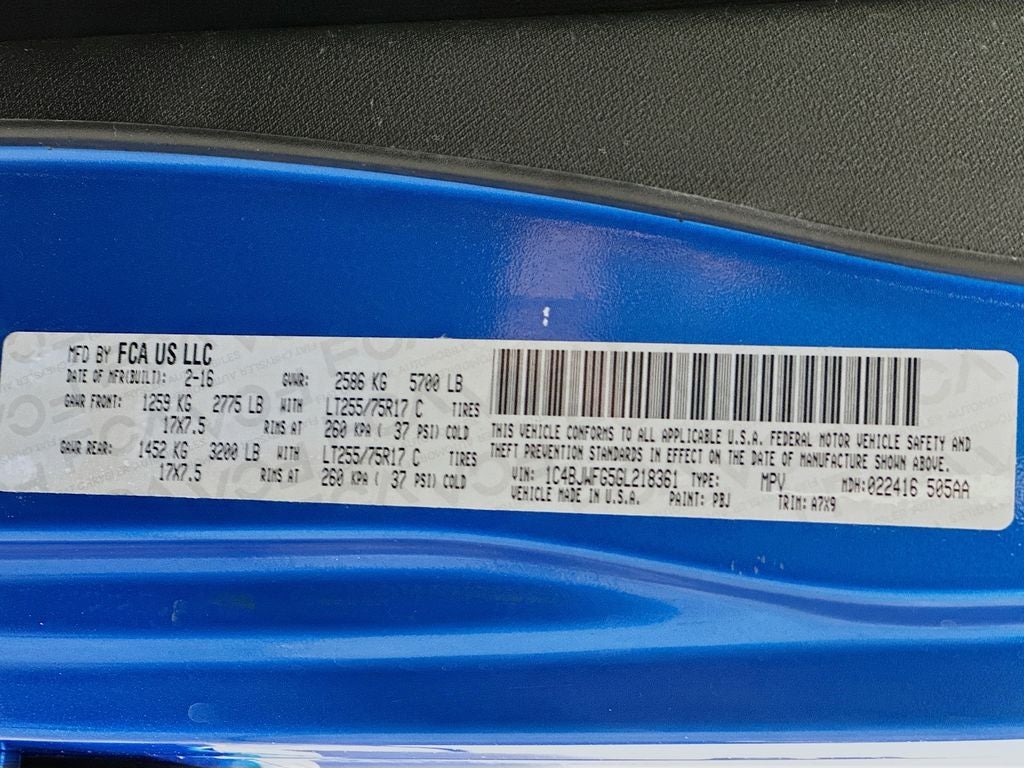 MFD BY FCA US LLC
DATE OF MFR(BUILT): 2-16 GVWR: 2586 KG 5700 LB
GAWR FRONT: 1259 KG 2775 LB WITH LT255/75R17 C TIRES
17X7.5 RIMS AT 260 KPA ( 37 PSI) COLD
GAWR REAR: 1452 KG 3200 LB WITH LT255/75R17 C TIRES
17X7.5 RIMS AT 260 KPA ( 37 PSI) COLD
THIS VEHICLE CONFORMS TO ALL APPLICABLE U.S.A. FEDERAL MOTOR VEHICLE SAFETY AND
THEFT PREVENTION STANDARDS IN EFFECT ON THE DATE OF MANUFACTURE SHOWN ABOVE.
VIN: 1C4BJWFG5GL218361 TYPE: MPV MDH:022416 505AA
VEHICLE MADE IN U.S.A. PAINT: PBJ TRIM: A7X9